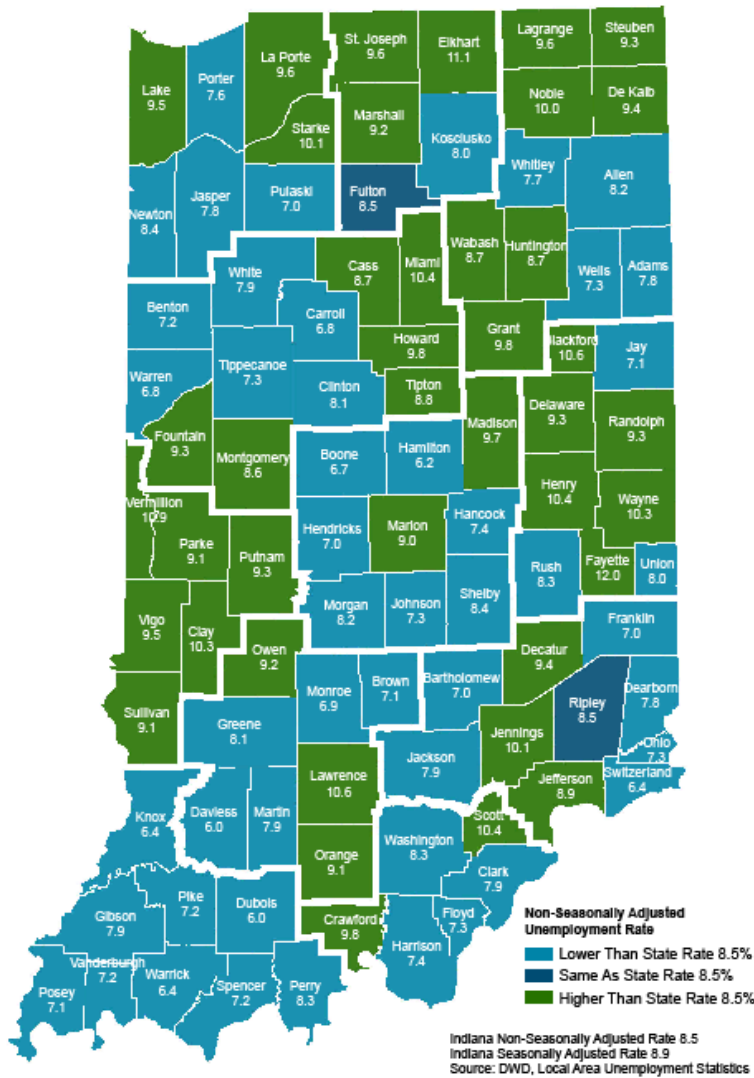 St. Joseph
9.6
Elkhart
11.1
Lagrange
9.6
Steuben
9.3
La Porte
9.6
Porter
7.6
Lake
9.5
Noble
10.0
De Kalb
9.4
Marshall
9.2
Starke
10.1
Kosciusko
8.0
Whitley
7.7
Allen
8.2
Newton
8.4
Jasper
7.8
Pulaski
7.0
Fulton
8.5
Wabash
8.7
Huntington
8.7
White
7.9
Cass
8.7
Miami
10.4
Wells
7.3
Adams
7.8
Benton
7.2
Carroll
6.8
Howard
9.8
Grant
9.8
Blackford
10.6
Jay
7.1
Warren
6.8
Tippecanoe
7.3
Clinton
8.1
Tipton
8.8
Madison
9.7
Delaware
9.3
Randolph
9.3
Fountain
9.3
Montgomery
8.6
Boone
6.7
Hamilton
6.2
Henry
10.4
Wayne
10.3
Vermillion
10.9
Parke
9.1
Putnam
9.3
Hendricks
7.0
Marion
9.0
Hancock
7.4
Rush
8.3
Fayette
12.0
Union
8.0
Vigo
9.5
Clay
10.3
Morgan
8.2
Johnson
7.3
Shelby
8.4
Franklin
7.0
Owen
9.2
Decatur
9.4
Sullivan
9.1
Greene
8.1
Monroe
6.9
Brown
7.1
Bartholomew
7.0
Ripley
8.5
Dearborn
7.8
Jennings
10.1
Ohio
7.3
Switzerland
6.4
Jackson
7.9
Lawrence
10.6
Jefferson
8.9
Knox
6.4
Daviess
6.0
Martin
7.9
Scott
10.4
Washington
8.3
Orange
9.1
Clark
7.9
Pike
7.2
Dubois
6.0
Gibson
7.9
Crawford
9.8
Floyd
7.3
Harrison
7.4
Vanderburgh
7.2
Warrick
6.4
Spencer
7.2
Perry
8.3
Posey
7.1
Non-Seasonally Adjusted
Unemployment Rate
Lower Than State Rate 8.5%
Same As State Rate 8.5%
Higher Than State Rate 8.5%
Indiana Non-Seasonally Adjusted Rate 8.5
Indiana Seasonally Adjusted Rate 8.9
Source: DWD, Local Area Unemployment Statistics